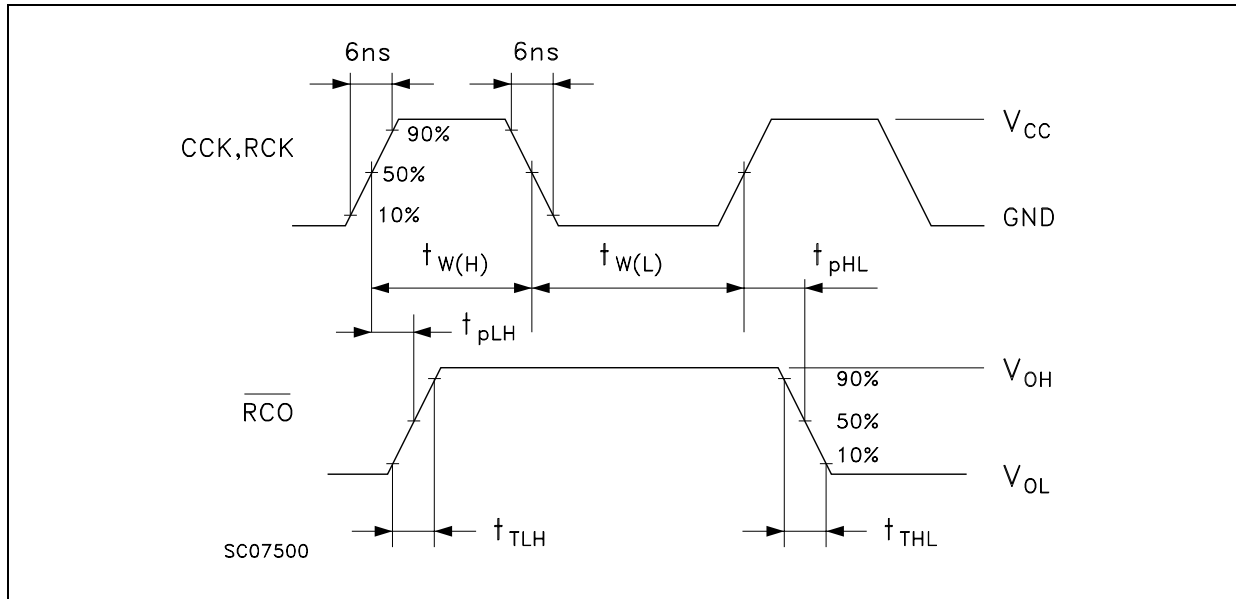 6ns 6ns
CCK,RCK 90% VCC
50%
10% GND
tW(H) tW(L) tpHL
tpLH
RCO 90% VOH
50%
10% VOL
tTLH tTHL
SC07500